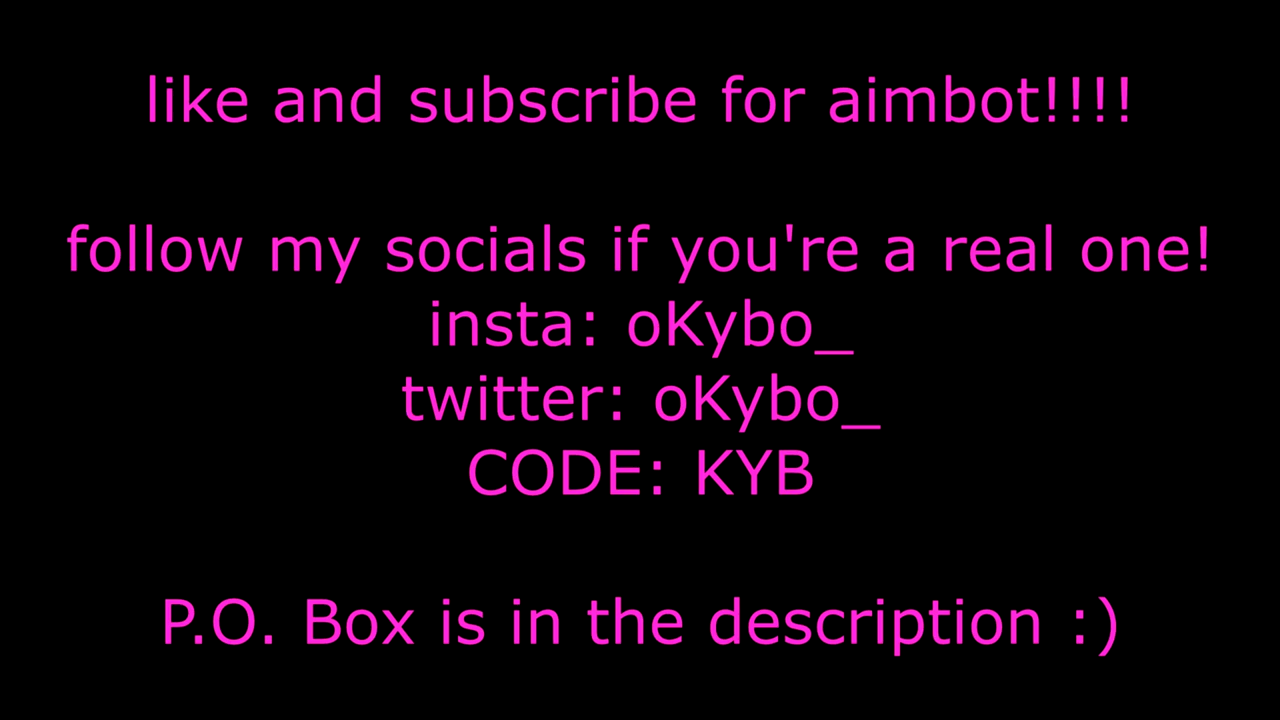 like and subscribe for aimbot!!!!
follow my socials if you're a real one!
insta: oKybo_
twitter: oKybo_
CODE: KYB
P.O. Box is in the description :)